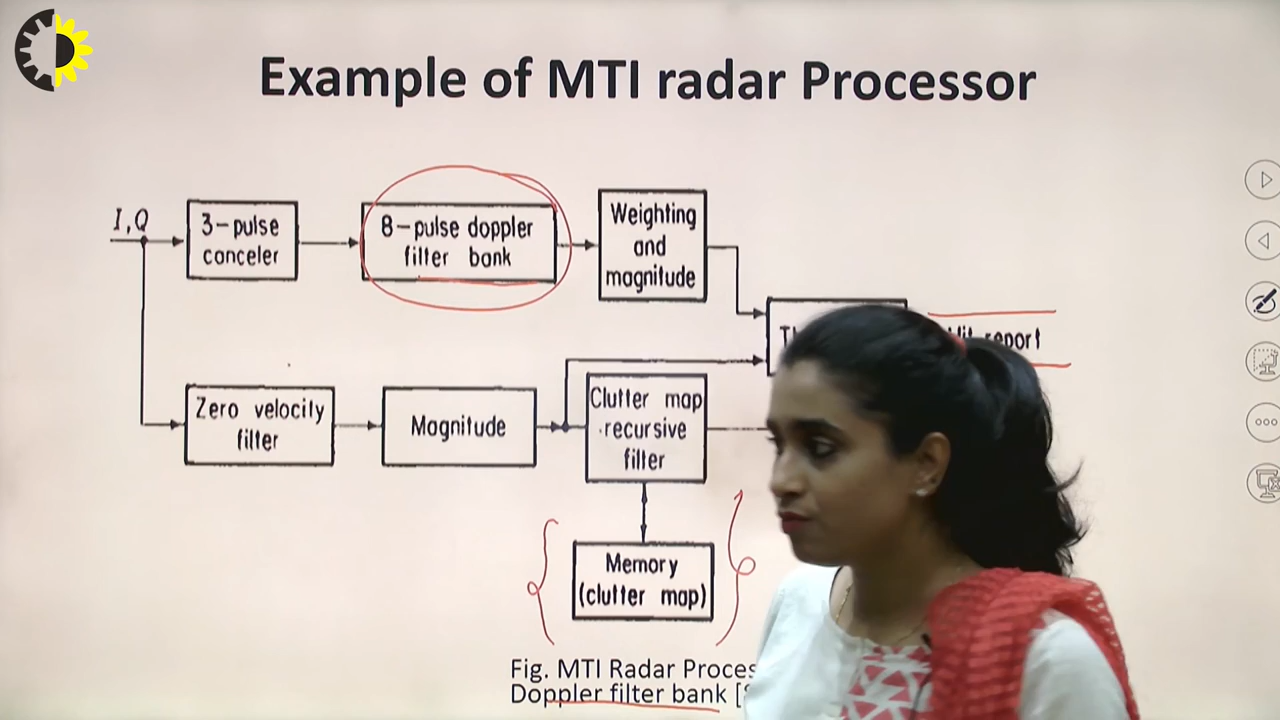 Example of MTI radar Processor
I,Q
3-pulse
canceler
8-pulse doppler
filter bank
Weighting
and
magnitude
report
Zero velocity
filter
Magnitude
Clutter map
recursive
filter
Memory
(clutter map)
Fig. MTI Radar
Doppler filter bank